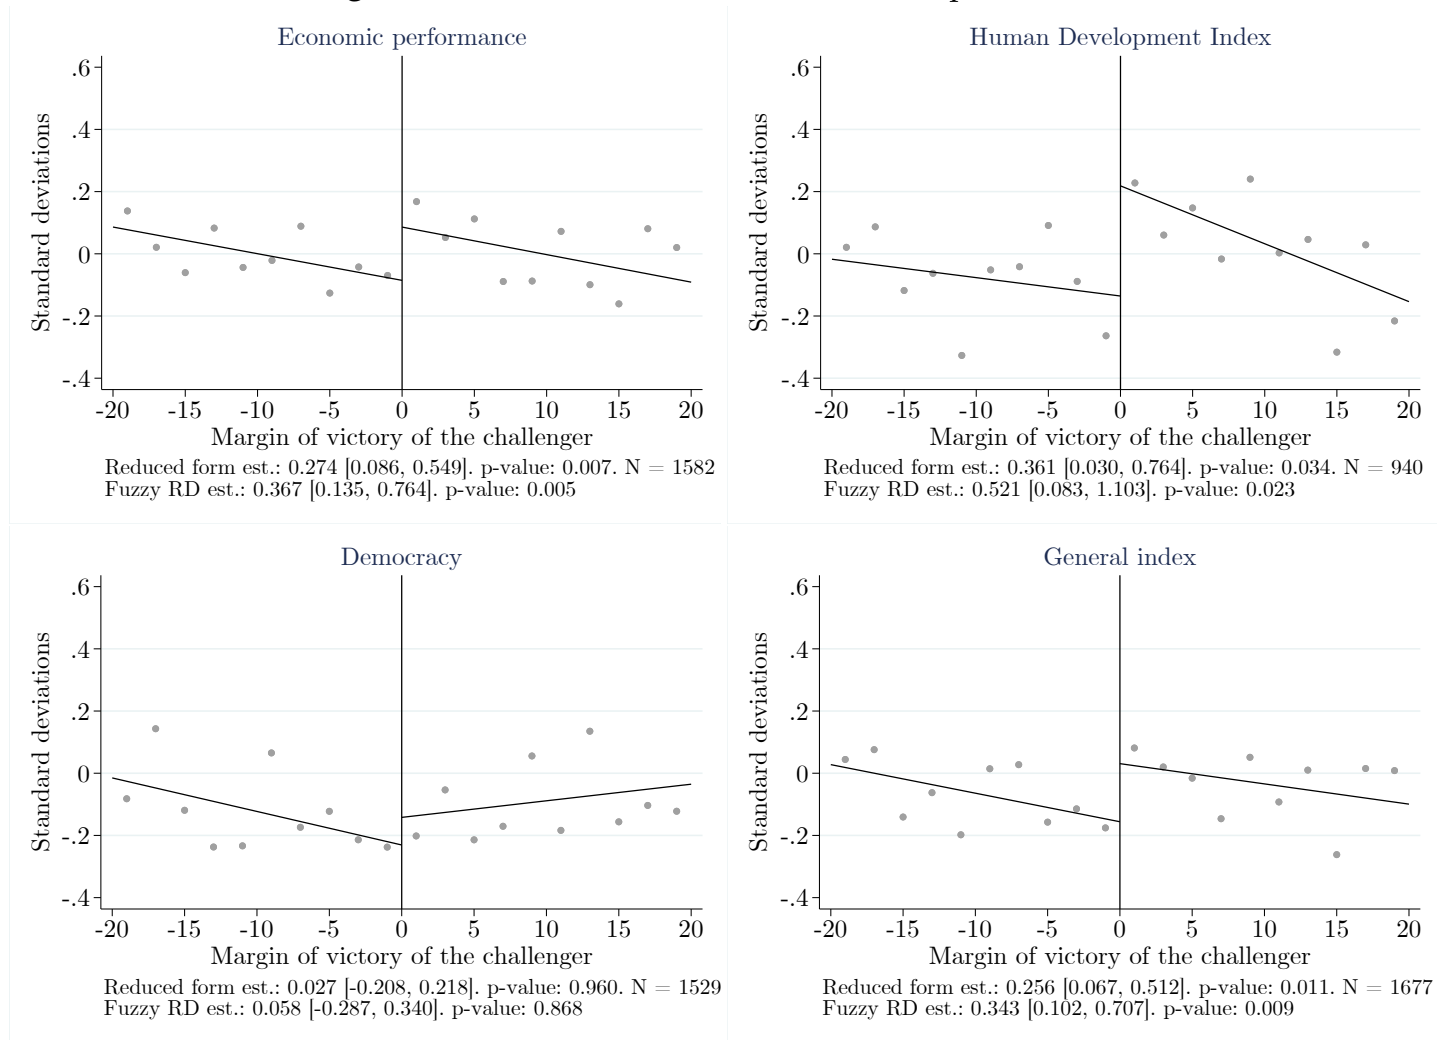 Economic performance
.6
.4
.2
0
-.2
-.4
Standard deviations
-20 -15 -10 -5 0 5 10 15 20
Margin of victory of the challenger
Reduced form est.: 0.274 [0.086, 0.549]. p-value: 0.007. N = 1582
Fuzzy RD est.: 0.367 [0.135, 0.764]. p-value: 0.005
Human Development Index
.6
.4
.2
0
-.2
-.4
Standard deviations
-20 -15 -10 -5 0 5 10 15 20
Margin of victory of the challenger
Reduced form est.: 0.361 [0.030, 0.764]. p-value: 0.034. N = 940
Fuzzy RD est.: 0.521 [0.083, 1.103]. p-value: 0.023
Democracy
.6
.4
.2
0
-.2
-.4
Standard deviations
-20 -15 -10 -5 0 5 10 15 20
Margin of victory of the challenger
Reduced form est.: 0.027 [-0.208, 0.218]. p-value: 0.960. N = 1529
Fuzzy RD est.: 0.058 [-0.287, 0.340]. p-value: 0.868
General index
.6
.4
.2
0
-.2
-.4
Standard deviations
-20 -15 -10 -5 0 5 10 15 20
Margin of victory of the challenger
Reduced form est.: 0.256 [0.067, 0.512]. p-value: 0.011. N = 1677
Fuzzy RD est.: 0.343 [0.102, 0.707]. p-value: 0.009